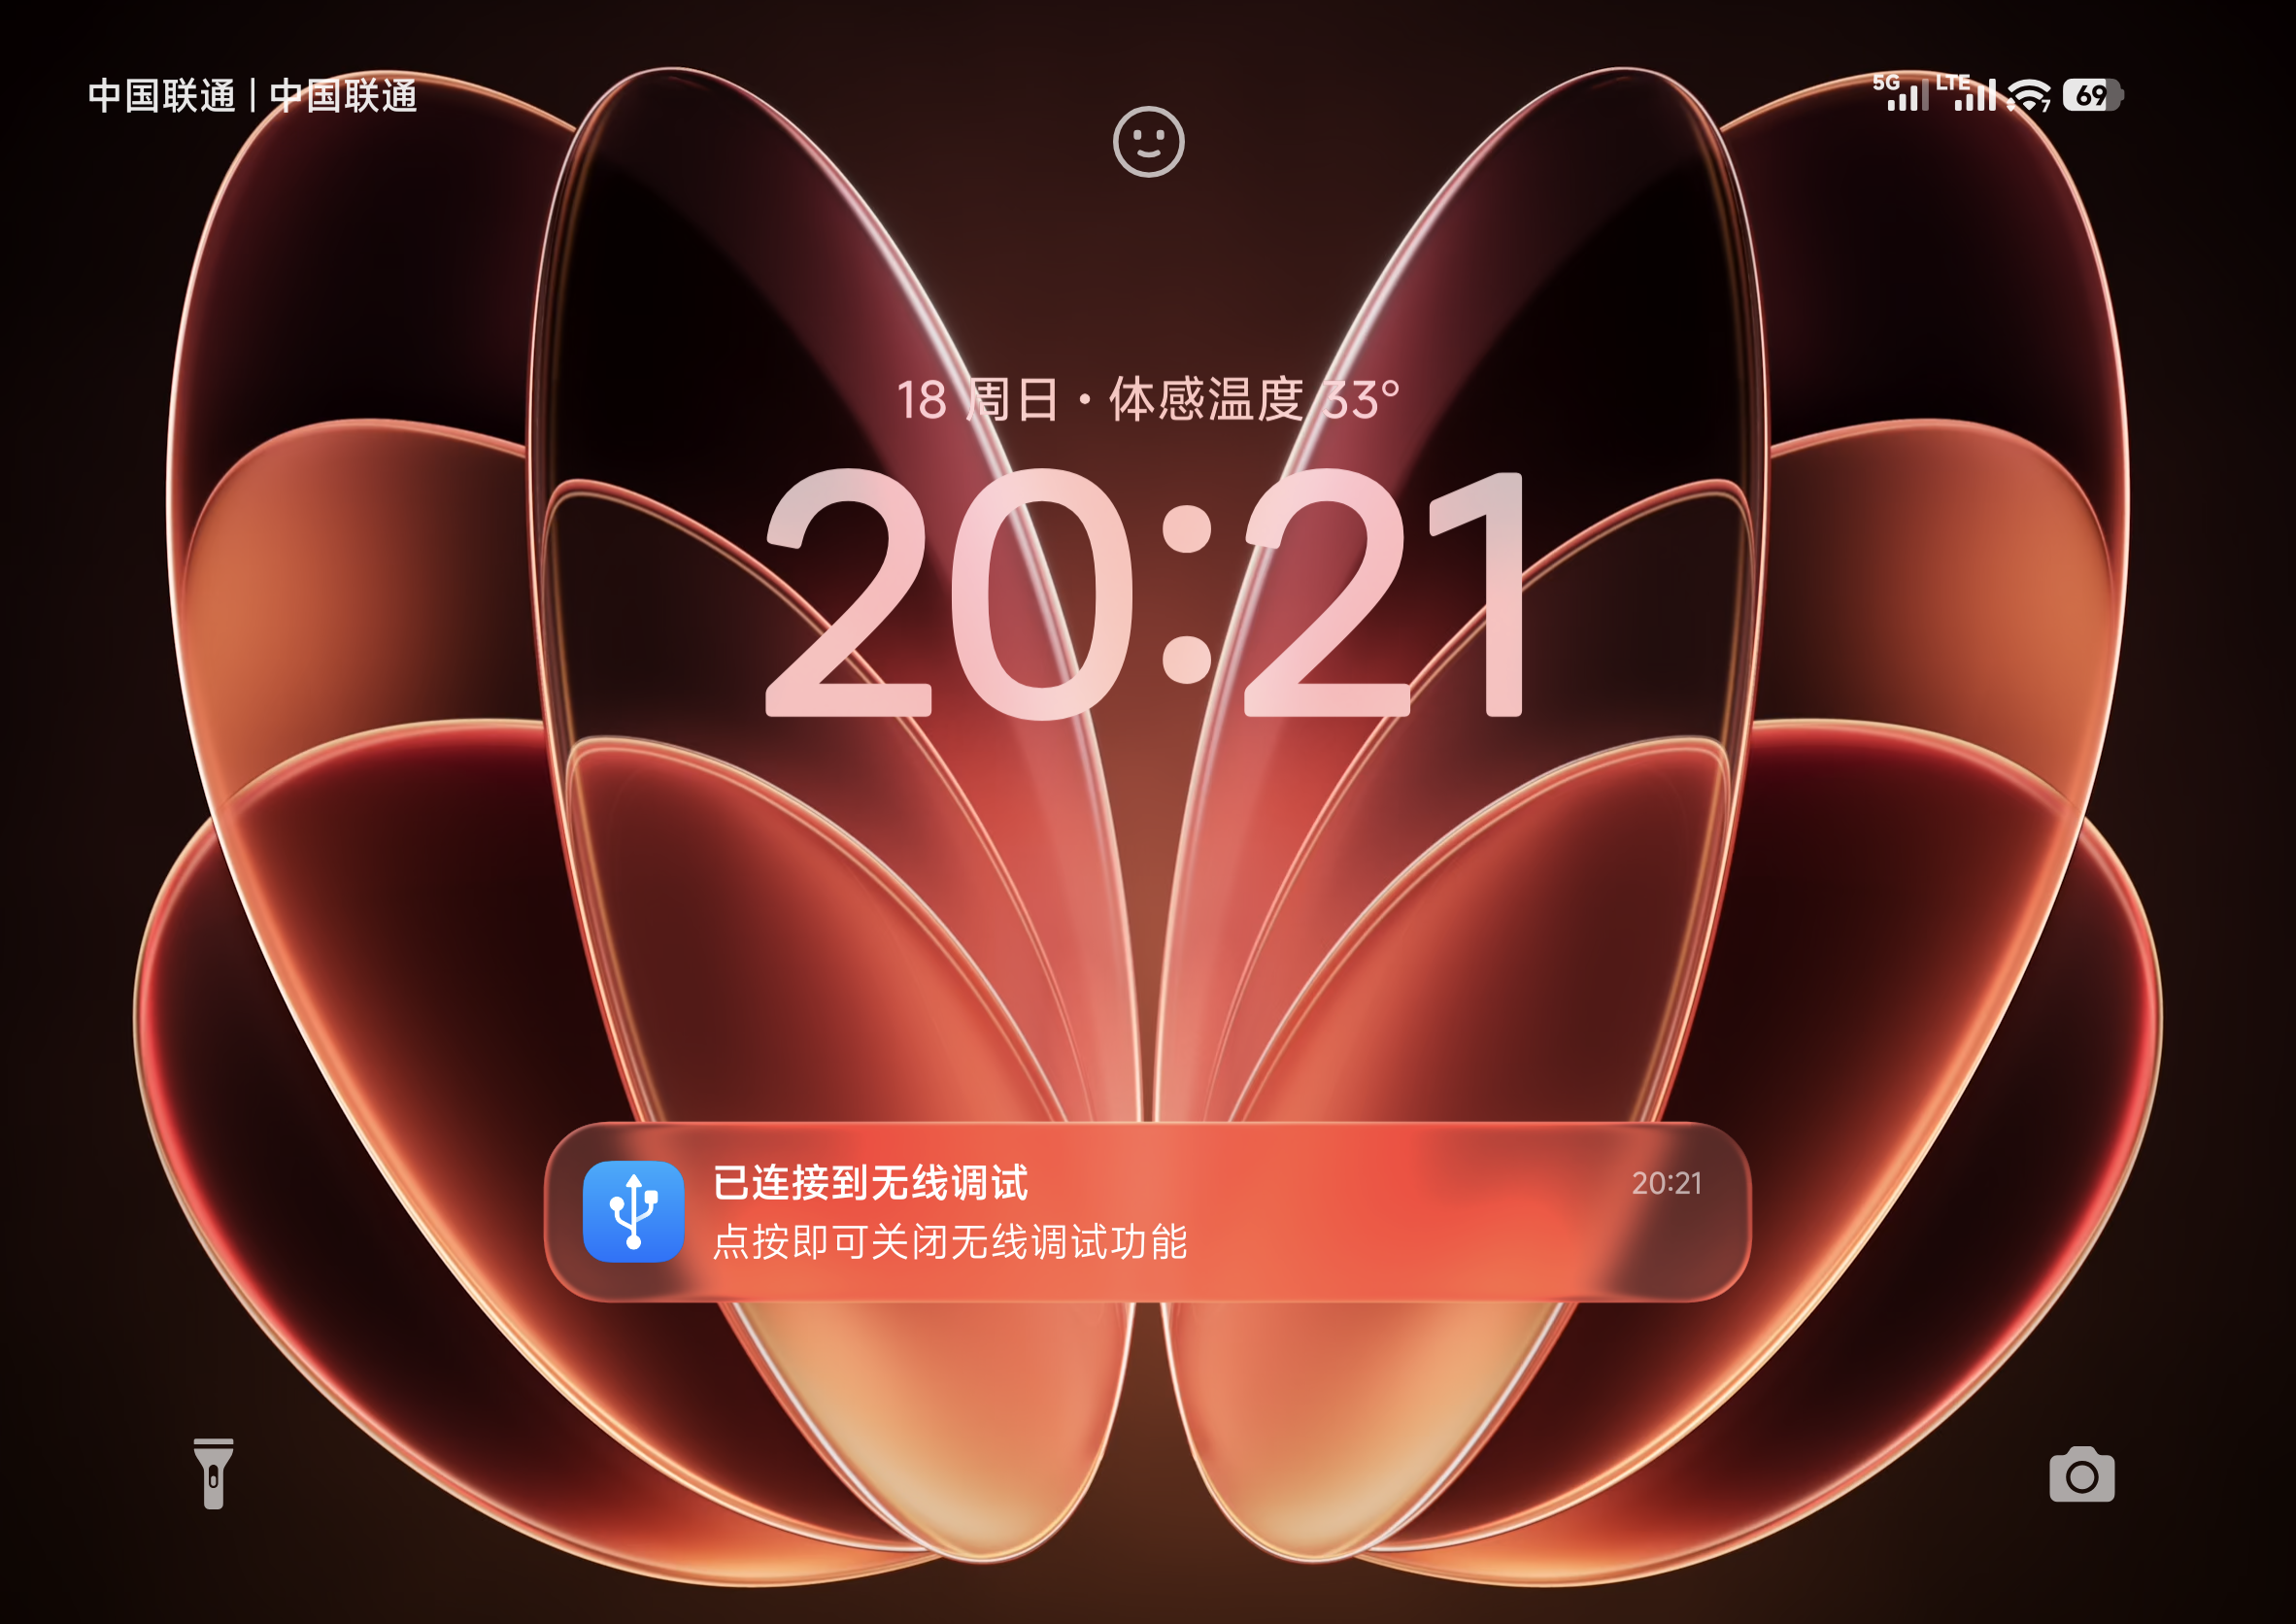 中国联通 | 中国联通
5G LTE 7 69
18 周日 · 体感温度 33°
20:21
已连接到无线调试
20:21
点按即可关闭无线调试功能